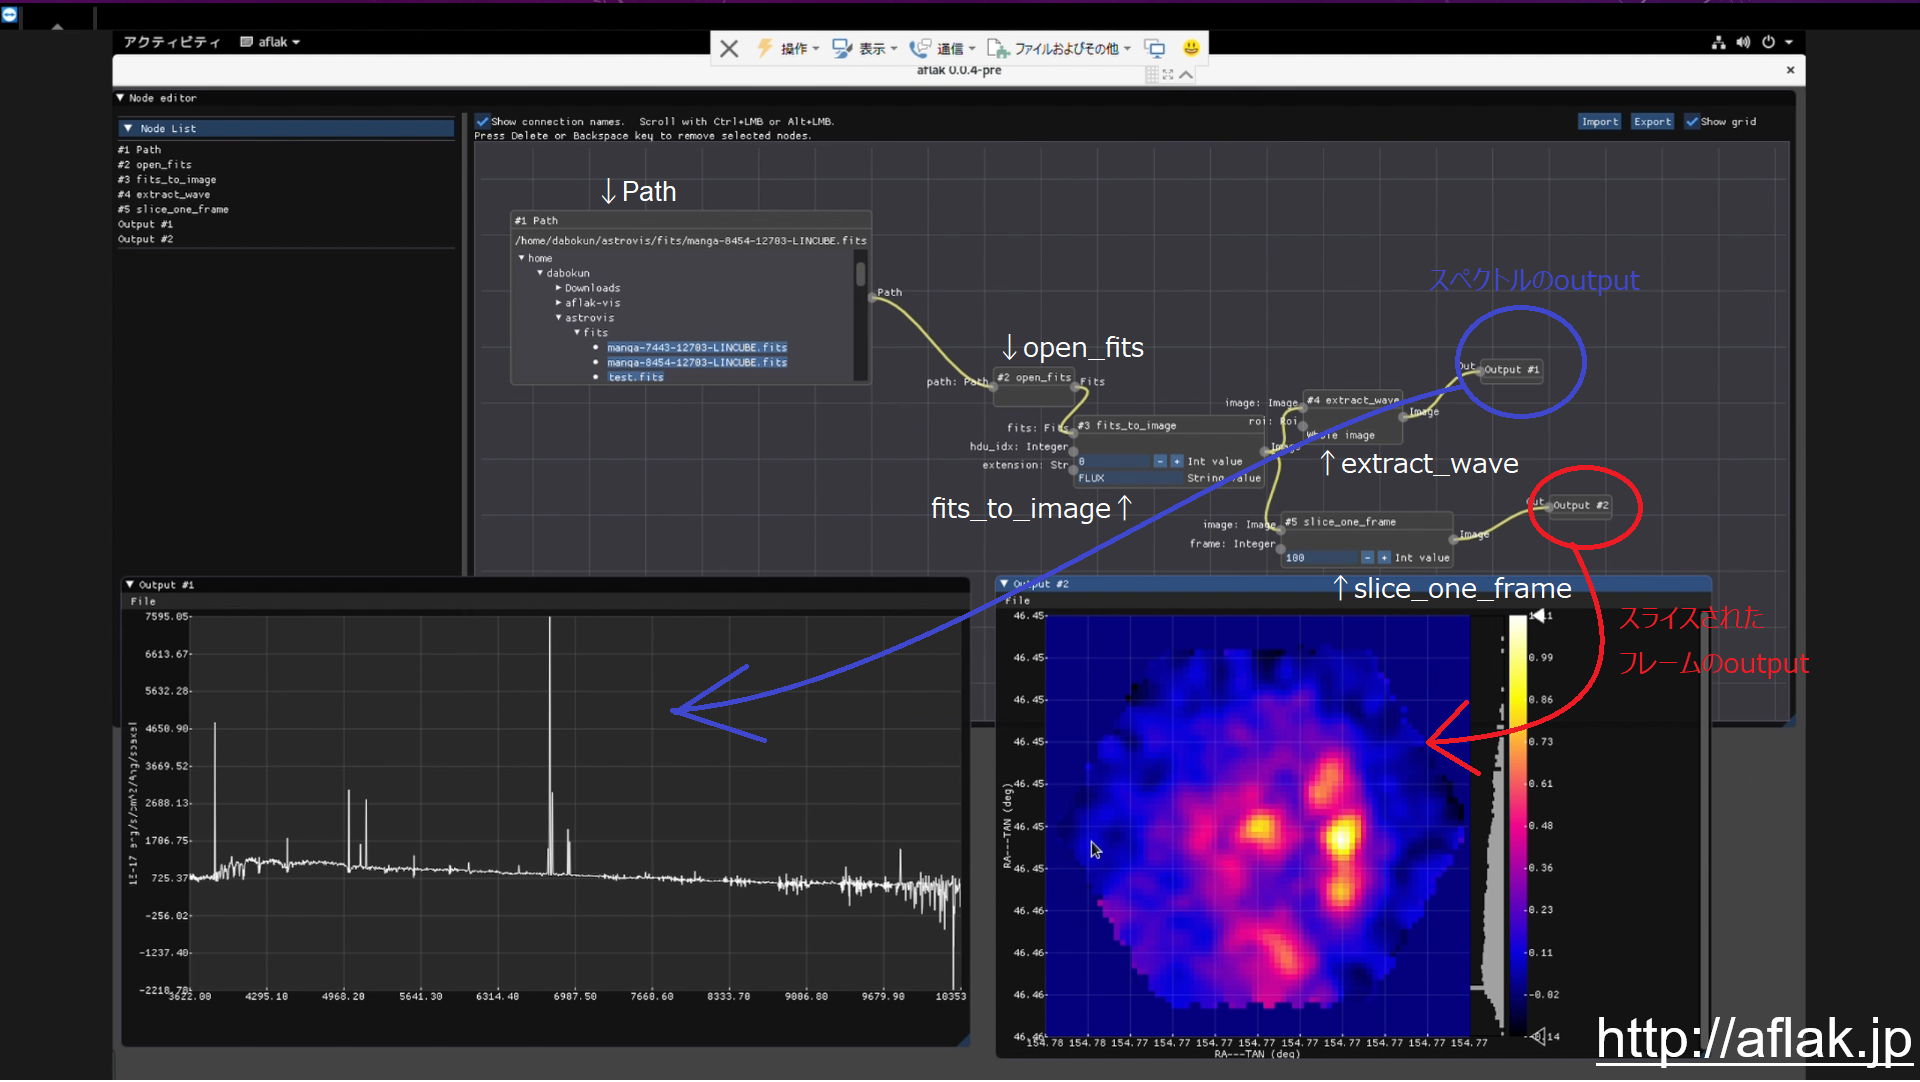 アクティビティ
aflak
操作
表示
通信
ファイルおよびその他
aflak 0.0.4-pre
Node editor
Node List
#1 Path
#2 open_fits
#3 fits_to_image
#4 extract_wave
#5 slice_one_frame
Output #1
Output #2
Show connection names. Scroll with Ctrl+LMB or Alt+LMB.
Press Delete or Backspace key to remove selected nodes.
Import
Export
Show grid
↓Path
#1 Path
/home/dabokun/astrovis/fits/manga-8454-12703-LINCUBE.fits
home
dabokun
Downloads
aflak-vis
astrovis
fits
manga-7443-12703-LINCUBE.fits
manga-8454-12703-LINCUBE.fits
test.fits
Path
スペクトルのoutput
↓open_fits
path: Path
#2 open_fits
Fits
Out
Output #1
image: Image
#4 extract_wave
Image
roi: Roi
Whole image
fits: Fits
#3 fits_to_image
Image
hdu_idx: Integer
0
- +
Int value
extension: Str
FLUX
String value
↑extract_wave
fits_to_image↑
Out
Output #2
image: Image
#5 slice_one_frame
Image
frame: Integer
100
- +
Int value
↑slice_one_frame
スライスされた
フレームのoutput
Output #1
File
7595.05
6613.67
5632.28
4650.90
3669.52
2688.13
1706.75
725.37
-256.02
-1237.40
-2218.78
3622.00 4295.10 4968.20 5641.30 6314.40 6987.50 7660.60 8333.70 9006.80 9679.90 10353
Output #2
File
46.45
46.45
46.45
46.45
46.45
46.45
46.46
46.46
46.46
46.46
RA---TAN (deg)
154.78 154.78 154.77 154.77 154.77 154.77 154.77 154.77 154.77 154.77 154.77
RA---TAN (deg)
0.99
0.86
0.73
0.61
0.48
0.36
0.23
0.11
-0.02
-0.14
http://aflak.jp